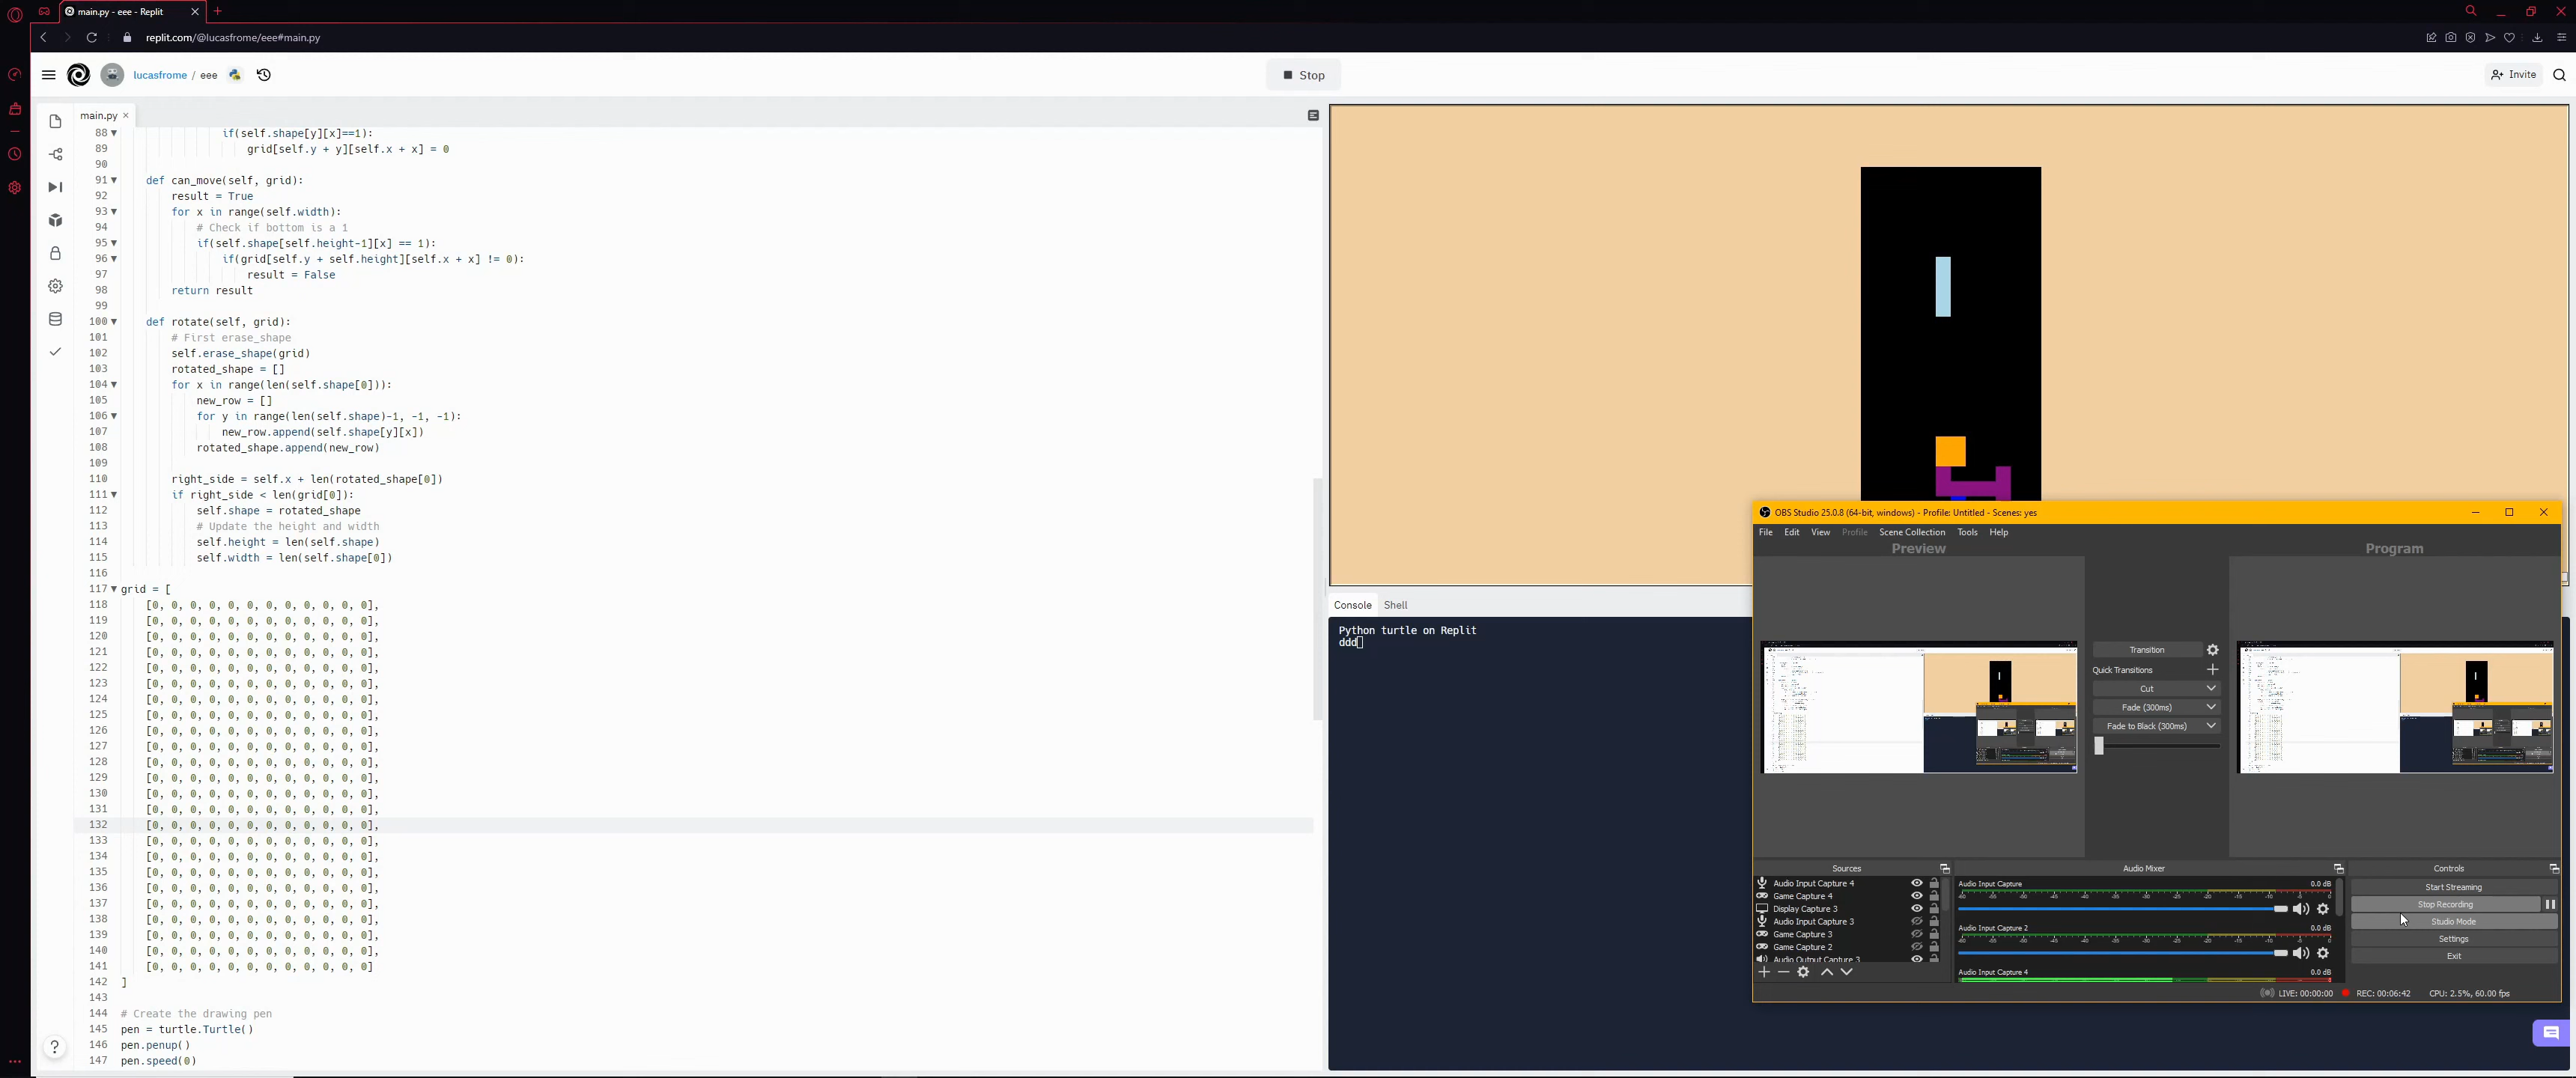 main.py - eee - Replit
replit.com/@lucasfrome/eee#main.py
lucasfrome / eee
Stop
Invite
main.py
88 if(self.shape[y][x]==1):
89 grid[self.y + y][self.x + x] = 0
90
91 def can_move(self, grid):
92 result = True
93 for x in range(self.width):
94 # Check if bottom is a 1
95 if(self.shape[self.height-1][x] == 1):
96 if(grid[self.y + self.height][self.x + x] != 0):
97 result = False
98 return result
99
100 def rotate(self, grid):
101 # First erase_shape
102 self.erase_shape(grid)
103 rotated_shape = []
104 for x in range(len(self.shape[0])):
105 new_row = []
106 for y in range(len(self.shape)-1, -1, -1):
107 new_row.append(self.shape[y][x])
108 rotated_shape.append(new_row)
109
110 right_side = self.x + len(rotated_shape[0])
111 if right_side < len(grid[0]):
112 self.shape = rotated_shape
113 # Update the height and width
114 self.height = len(self.shape)
115 self.width = len(self.shape[0])
116
117 grid = [
118 [0, 0, 0, 0, 0, 0, 0, 0, 0, 0, 0, 0],
119 [0, 0, 0, 0, 0, 0, 0, 0, 0, 0, 0, 0],
120 [0, 0, 0, 0, 0, 0, 0, 0, 0, 0, 0, 0],
121 [0, 0, 0, 0, 0, 0, 0, 0, 0, 0, 0, 0],
122 [0, 0, 0, 0, 0, 0, 0, 0, 0, 0, 0, 0],
123 [0, 0, 0, 0, 0, 0, 0, 0, 0, 0, 0, 0],
124 [0, 0, 0, 0, 0, 0, 0, 0, 0, 0, 0, 0],
125 [0, 0, 0, 0, 0, 0, 0, 0, 0, 0, 0, 0],
126 [0, 0, 0, 0, 0, 0, 0, 0, 0, 0, 0, 0],
127 [0, 0, 0, 0, 0, 0, 0, 0, 0, 0, 0, 0],
128 [0, 0, 0, 0, 0, 0, 0, 0, 0, 0, 0, 0],
129 [0, 0, 0, 0, 0, 0, 0, 0, 0, 0, 0, 0],
130 [0, 0, 0, 0, 0, 0, 0, 0, 0, 0, 0, 0],
131 [0, 0, 0, 0, 0, 0, 0, 0, 0, 0, 0, 0],
132 [0, 0, 0, 0, 0, 0, 0, 0, 0, 0, 0, 0],
133 [0, 0, 0, 0, 0, 0, 0, 0, 0, 0, 0, 0],
134 [0, 0, 0, 0, 0, 0, 0, 0, 0, 0, 0, 0],
135 [0, 0, 0, 0, 0, 0, 0, 0, 0, 0, 0, 0],
136 [0, 0, 0, 0, 0, 0, 0, 0, 0, 0, 0, 0],
137 [0, 0, 0, 0, 0, 0, 0, 0, 0, 0, 0, 0],
138 [0, 0, 0, 0, 0, 0, 0, 0, 0, 0, 0, 0],
139 [0, 0, 0, 0, 0, 0, 0, 0, 0, 0, 0, 0],
140 [0, 0, 0, 0, 0, 0, 0, 0, 0, 0, 0, 0],
141 [0, 0, 0, 0, 0, 0, 0, 0, 0, 0, 0, 0]
142 ]
143
144 # Create the drawing pen
145 pen = turtle.Turtle()
146 pen.penup()
147 pen.speed(0)
Console Shell
Python turtle on Replit
ddd
OBS Studio 25.0.8 (64-bit, windows) - Profile: Untitled - Scenes: yes
File Edit View Profile Scene Collection Tools Help
Preview
Program
Transition
Quick Transitions
Cut
Fade (300ms)
Fade to Black (300ms)
Sources
Audio Input Capture 4
Game Capture 4
Display Capture 3
Audio Input Capture 3
Game Capture 3
Game Capture 2
Audio Output Capture 3
Audio Mixer
Audio Input Capture 0.0 dB
Audio Input Capture 2 0.0 dB
Audio Input Capture 4 0.0 dB
Controls
Start Streaming
Stop Recording
Studio Mode
Settings
Exit
LIVE: 00:00:00 REC: 00:06:42 CPU: 2.5%, 60.00 fps